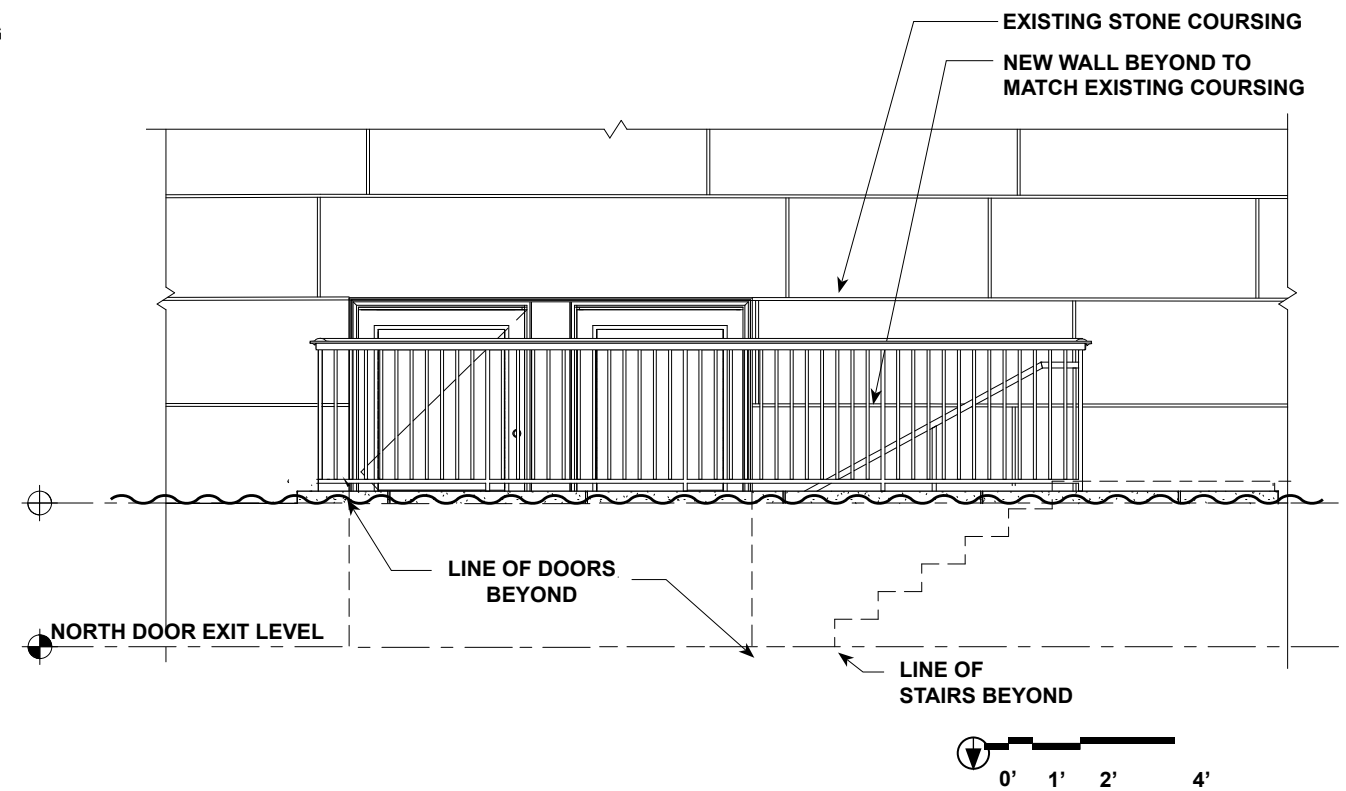 EXISTING STONE COURSING
NEW WALL BEYOND TO
MATCH EXISTING COURSING
LINE OF DOORS
BEYOND
NORTH DOOR EXIT LEVEL
LINE OF
STAIRS BEYOND
0' 1' 2' 4'